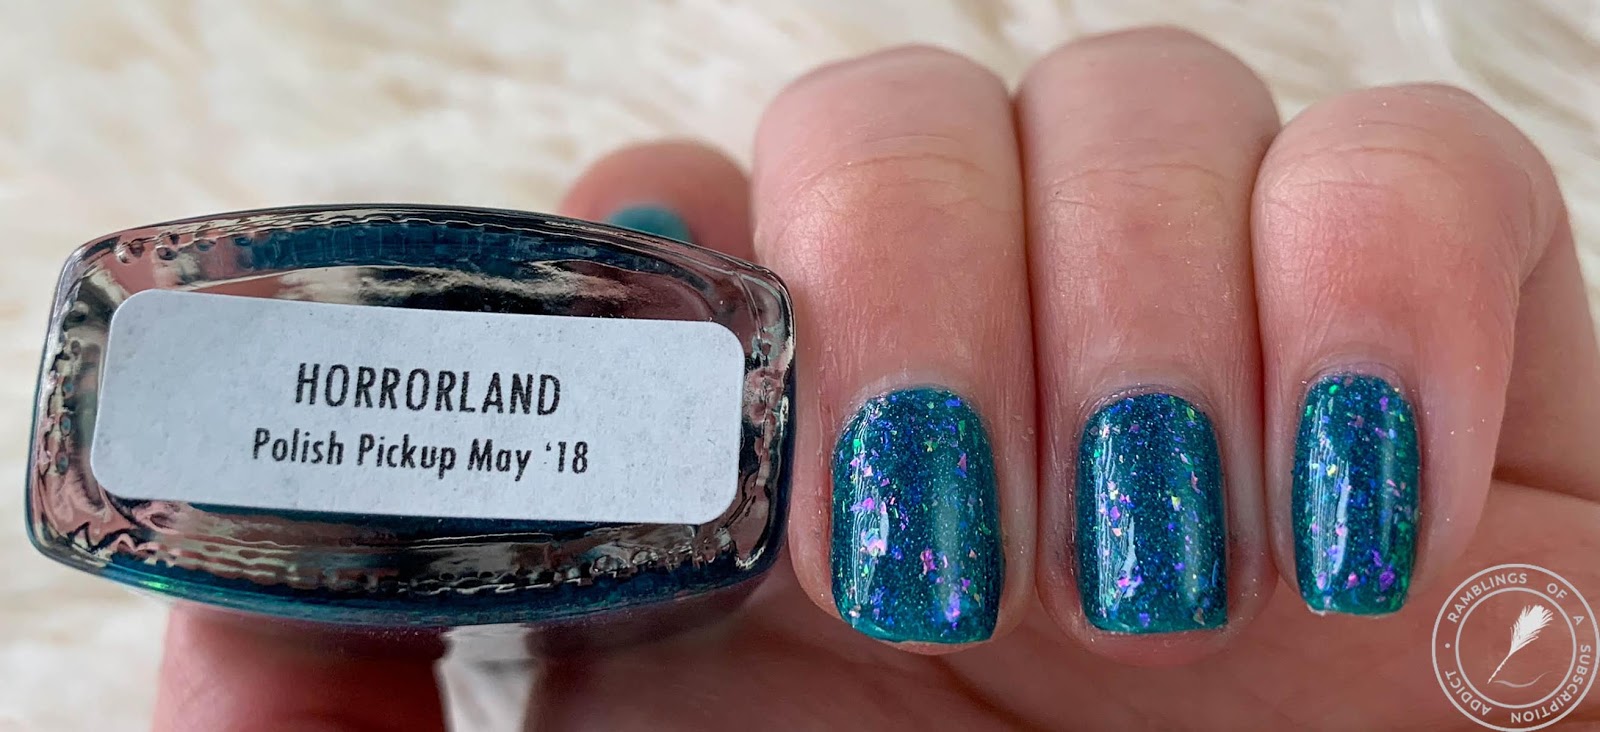 HORRORLAND
Polish Pickup May '18
RAMBLINGS OF A SUBSCRIPTION ADDICT